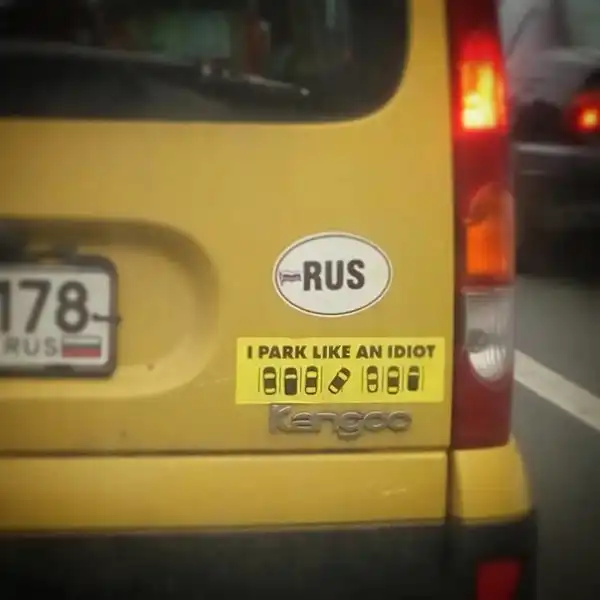 RUS
178
RUS
I PARK LIKE AN IDIOT
Kangoo